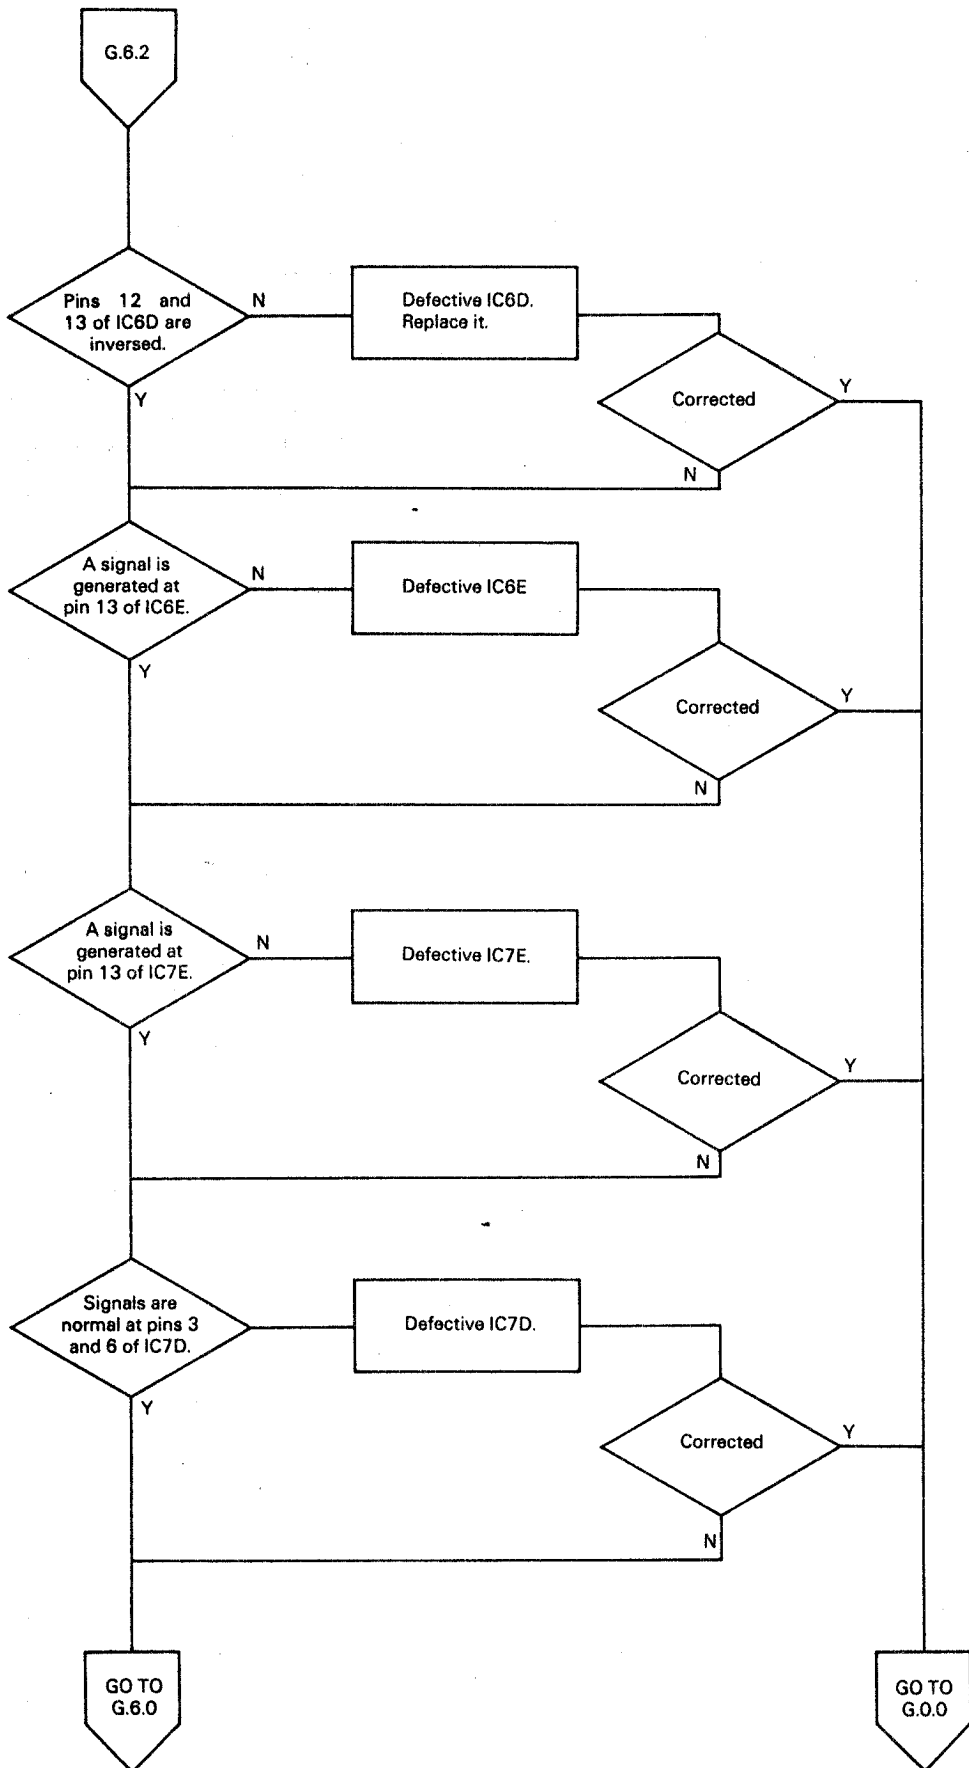 G.6.2
Pins 12 and
13 of IC6D are
inversed.
N
Y
Defective IC6D.
Replace it.
Corrected
Y
N
A signal is
generated at
pin 13 of IC6E.
N
Y
Defective IC6E
Corrected
Y
N
A signal is
generated at
pin 13 of IC7E.
N
Y
Defective IC7E.
Corrected
Y
N
Signals are
normal at pins 3
and 6 of IC7D.
Y
Defective IC7D.
Corrected
Y
N
GO TO
G.6.0
GO TO
G.0.0